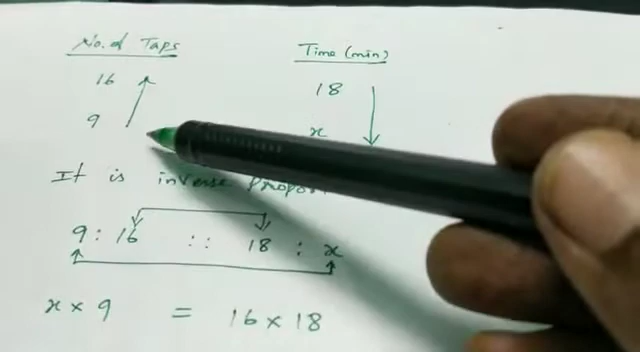 No. of Taps Time (min)
16 18
9 x
It is inverse
9 : 16 :: 18 : x
x × 9 = 16 × 18